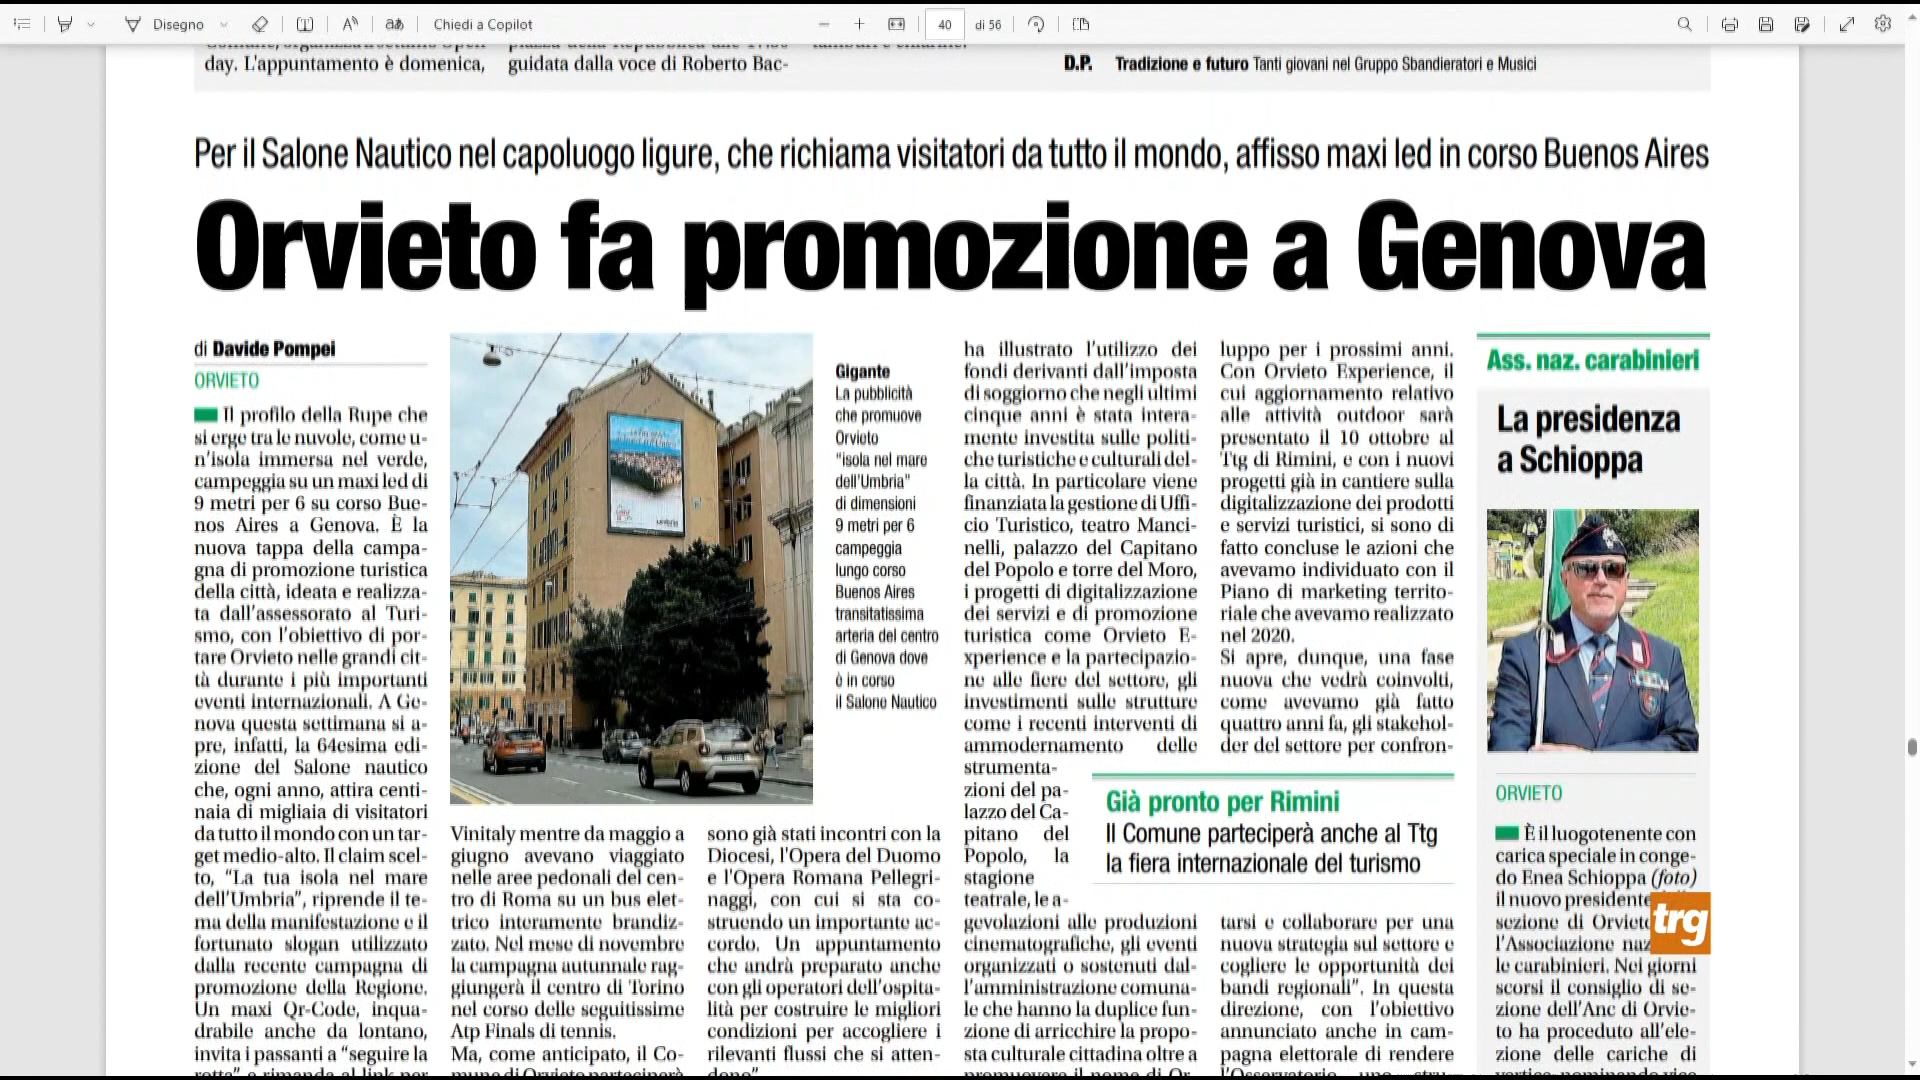 Disegno
Chiedi a Copilot
40
di 56
day. L'appuntamento è domenica,
guidata dalla voce di Roberto Bac-
D.P.
Tradizione e futuro Tanti giovani nel Gruppo Sbandieratori e Musici
Per il Salone Nautico nel capoluogo ligure, che richiama visitatori da tutto il mondo, affisso maxi led in corso Buenos Aires
Orvieto fa promozione a Genova
di Davide Pompei
ORVIETO
Il profilo della Rupe che
si erge tra le nuvole, come u-
n'isola immersa nel verde,
campeggia su un maxi led di
9 metri per 6 su corso Bue-
nos Aires a Genova. È la
nuova tappa della campa-
gna di promozione turistica
della città, ideata e realizza-
ta dall'assessorato al Turi-
smo, con l'obiettivo di por-
tare Orvieto nelle grandi cit-
tà durante i più importanti
eventi internazionali. A Ge-
nova questa settimana si a-
pre, infatti, la 64esima edi-
zione del Salone nautico
che, ogni anno, attira centi-
naia di migliaia di visitatori
da tutto il mondo con un tar-
get medio-alto. Il claim scel-
to, “La tua isola nel mare
dell'Umbria”, riprende il te-
ma della manifestazione e il
fortunato slogan utilizzato
dalla recente campagna di
promozione della Regione.
Un maxi Qr-Code, inqua-
drabile anche da lontano,
invita i passanti a “seguire la
Gigante
La pubblicità
che promuove
Orvieto
"isola nel mare
dell'Umbria"
di dimensioni
9 metri per 6
campeggia
lungo corso
Buenos Aires
transitatissima
arteria del centro
di Genova dove
è in corso
il Salone Nautico
Vinitaly mentre da maggio a
giugno avevano viaggiato
nelle aree pedonali del cen-
tro di Roma su un bus elet-
trico interamente brandiz-
zato. Nel mese di novembre
la campagna autunnale rag-
giungerà il centro di Torino
nel corso delle seguitissime
Atp Finals di tennis.
Ma, come anticipato, il Co-
mune di Orvieto parteciperà
sono già stati incontri con la
Diocesi, l'Opera del Duomo
e l'Opera Romana Pellegri-
naggi, con cui si sta co-
struendo un importante ac-
cordo. Un appuntamento
che andrà preparato anche
con gli operatori dell'ospita-
lità per costruire le migliori
condizioni per accogliere i
rilevanti flussi che si atten-
dono”.
ha illustrato l'utilizzo dei
fondi derivanti dall'imposta
di soggiorno che negli ultimi
cinque anni è stata intera-
mente investita sulle politi-
che turistiche e culturali del-
la città. In particolare viene
finanziata la gestione di Uffi-
cio Turistico, teatro Manci-
nelli, palazzo del Capitano
del Popolo e torre del Moro,
i progetti di digitalizzazione
dei servizi e di promozione
turistica come Orvieto E-
xperience e la partecipazio-
ne alle fiere del settore, gli
investimenti sulle strutture
come i recenti interventi di
ammodernamento delle
strumenta-
zioni del pa-
lazzo del Ca-
pitano del
Popolo, la
stagione
teatrale, le a-
gevolazioni alle produzioni
cinematografiche, gli eventi
organizzati o sostenuti dal-
l'amministrazione comuna-
le che hanno la duplice fun-
zione di arricchire la propo-
sta culturale cittadina oltre a
promuovere il nome di Or-
luppo per i prossimi anni.
Con Orvieto Experience, il
cui aggiornamento relativo
alle attività outdoor sarà
presentato il 10 ottobre al
Ttg di Rimini, e con i nuovi
progetti già in cantiere sulla
digitalizzazione dei prodotti
e servizi turistici, si sono di
fatto concluse le azioni che
avevamo individuato con il
Piano di marketing territo-
riale che avevamo realizzato
nel 2020.
Si apre, dunque, una fase
nuova che vedrà coinvolti,
come avevamo già fatto
quattro anni fa, gli stakehol-
der del settore per confron-
Già pronto per Rimini
Il Comune parteciperà anche al Ttg
la fiera internazionale del turismo
tarsi e collaborare per una
nuova strategia sul settore e
cogliere le opportunità dei
bandi regionali”. In questa
direzione, con l'obiettivo
annunciato anche in cam-
pagna elettorale di rendere
Ass. naz. carabinieri
La presidenza
a Schioppa
ORVIETO
È il luogotenente con
carica speciale in conge-
do Enea Schioppa (foto)
il nuovo presidente
sezione di Orvieto
l'Associazione naz
le carabinieri. Nei giorni
scorsi il consiglio di se-
zione dell'Anc di Orvie-
to ha proceduto all'ele-
zione delle cariche di
trg